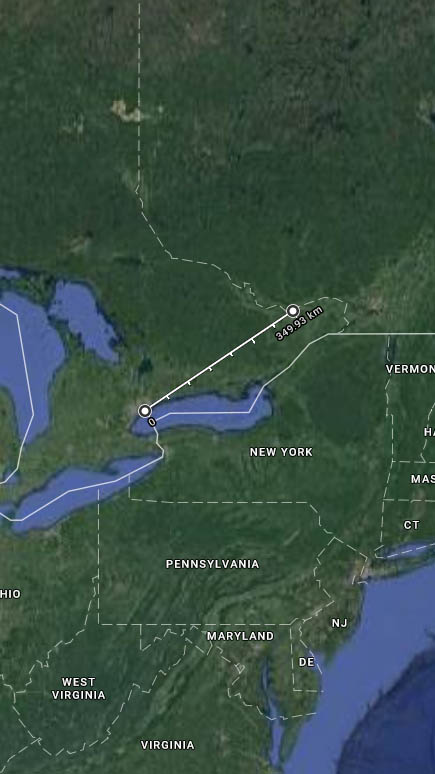 349.93 km
0
VERMON
HA
NEW YORK
MAS
CT
PENNSYLVANIA
HIO
NJ
MARYLAND
DE
WEST
VIRGINIA
VIRGINIA